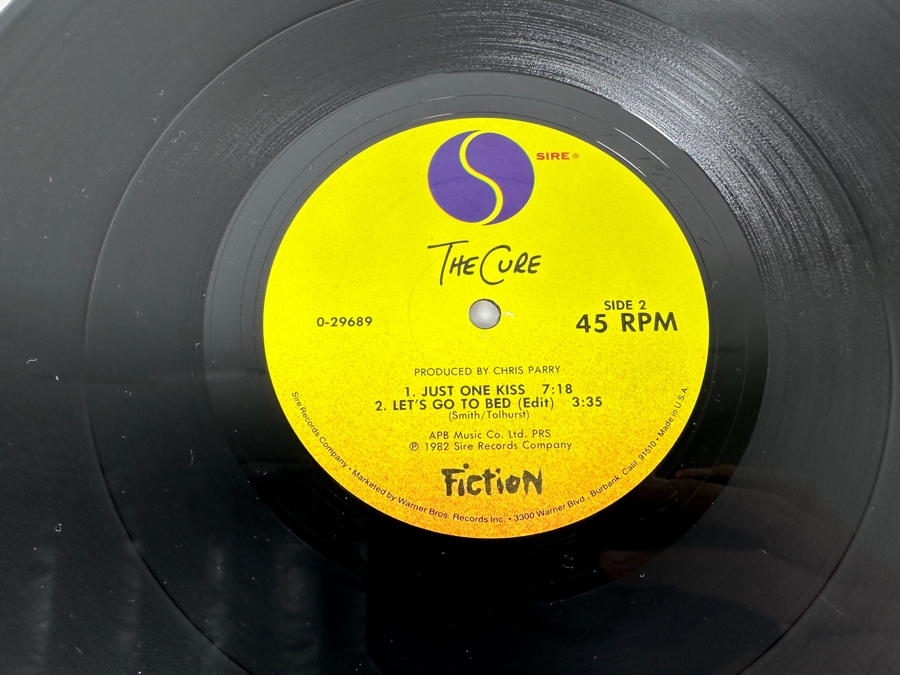 SIRE®
THE CURE
0-29689
SIDE 2
45 RPM
PRODUCED BY CHRIS PARRY
1. JUST ONE KISS 7:18
2. LET'S GO TO BED (Edit) 3:35
(Smith/Tolhurst)
APB Music Co. Ltd. PRS
℗ 1982 Sire Records Company
Fiction
Sire Records Company • Marketed by Warner Bros. Records Inc. • 3300 Warner Blvd., Burbank, Calif. 91510 • Made in U.S.A.